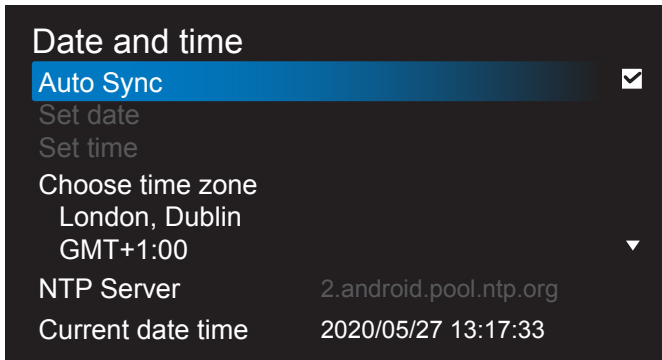 Date and time
Auto Sync
Set date
Set time
Choose time zone
London, Dublin
GMT+1:00
NTP Server 2.android.pool.ntp.org
Current date time 2020/05/27 13:17:33